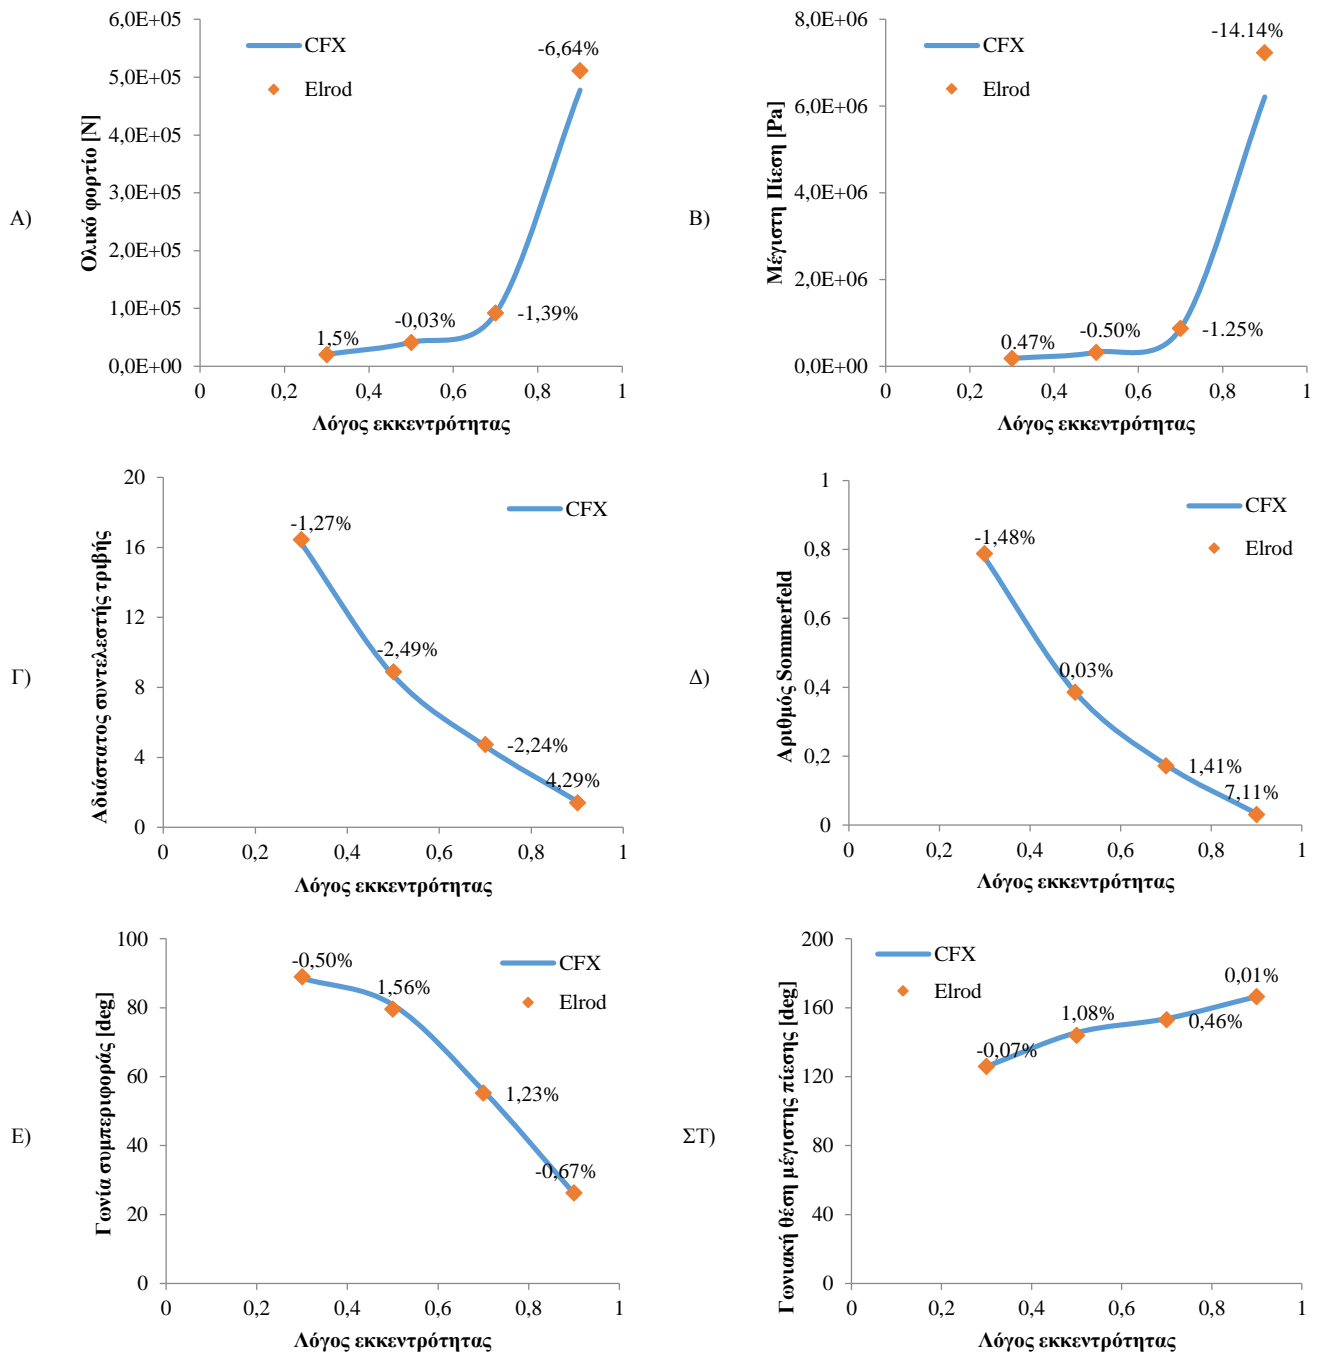 Α)
Ολικό φορτίο [N]
6,0E+05
5,0E+05
4,0E+05
3,0E+05
2,0E+05
1,0E+05
0,0E+00
CFX
Elrod
1,5%
-0,03%
-1,39%
-6,64%
0 0,2 0,4 0,6 0,8 1
Λόγος εκκεντρότητας
Β)
Μέγιστη Πίεση [Pa]
8,0E+06
6,0E+06
4,0E+06
2,0E+06
0,0E+00
CFX
Elrod
0.47%
-0.50%
-1.25%
-14.14%
0 0,2 0,4 0,6 0,8 1
Λόγος εκκεντρότητας
Γ)
Αδιάστατος συντελεστής τριβής
20
16
12
8
4
0
CFX
-1,27%
-2,49%
-2,24%
4,29%
0 0,2 0,4 0,6 0,8 1
Λόγος εκκεντρότητας
Δ)
Αριθμός Sommerfeld
1
0,8
0,6
0,4
0,2
0
CFX
Elrod
-1,48%
0,03%
1,41%
7,11%
0 0,2 0,4 0,6 0,8 1
Λόγος εκκεντρότητας
Ε)
Γωνία συμπεριφοράς [deg]
100
80
60
40
20
0
CFX
Elrod
-0,50%
1,56%
1,23%
-0,67%
0 0,2 0,4 0,6 0,8 1
Λόγος εκκεντρότητας
ΣΤ)
Γωνιακή θέση μέγιστης πίεσης [deg]
200
160
120
80
40
0
CFX
Elrod
-0,07%
1,08%
0,46%
0,01%
0 0,2 0,4 0,6 0,8 1
Λόγος εκκεντρότητας